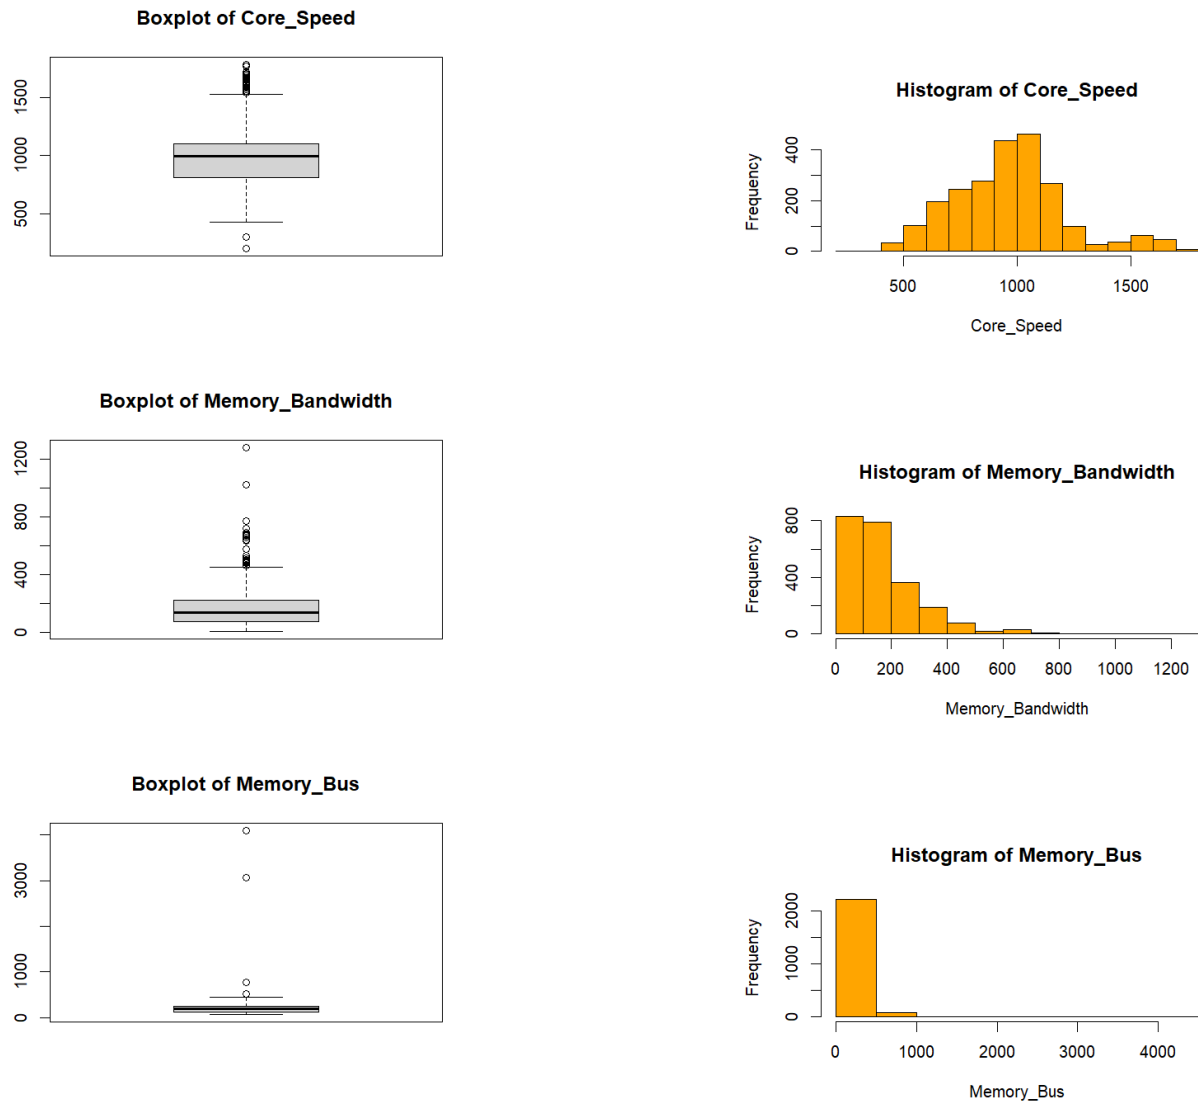 Boxplot of Core_Speed
1500
1000
500
Histogram of Core_Speed
Frequency
400
200
0
500 1000 1500
Core_Speed
Boxplot of Memory_Bandwidth
1200
800
400
0
Histogram of Memory_Bandwidth
Frequency
800
400
0
0 200 400 600 800 1000 1200
Memory_Bandwidth
Boxplot of Memory_Bus
3000
1000
0
Histogram of Memory_Bus
Frequency
2000
1000
0
0 1000 2000 3000 4000
Memory_Bus